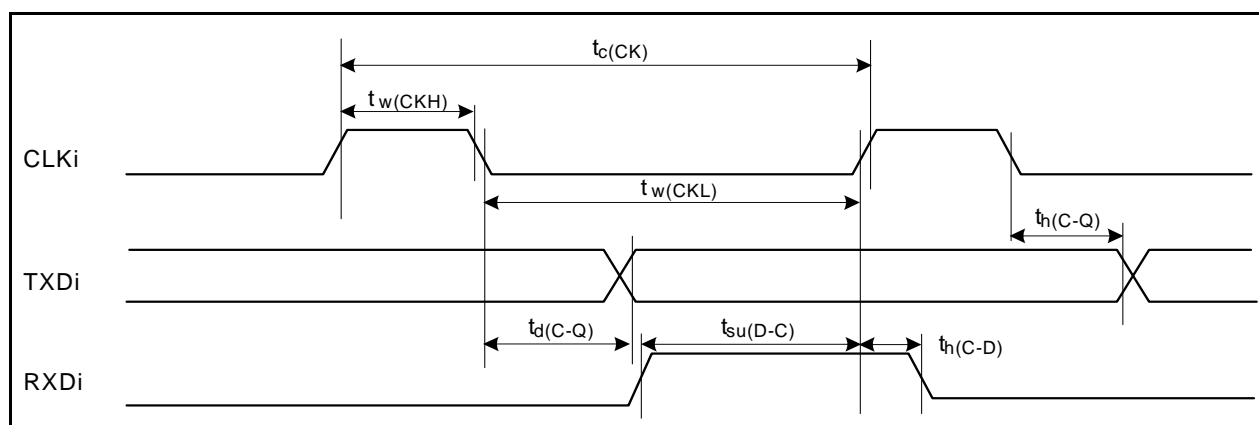 tc(CK)
tw(CKH)
CLKi
tw(CKL)
th(C-Q)
TXDi
td(C-Q)
tsu(D-C)
th(C-D)
RXDi